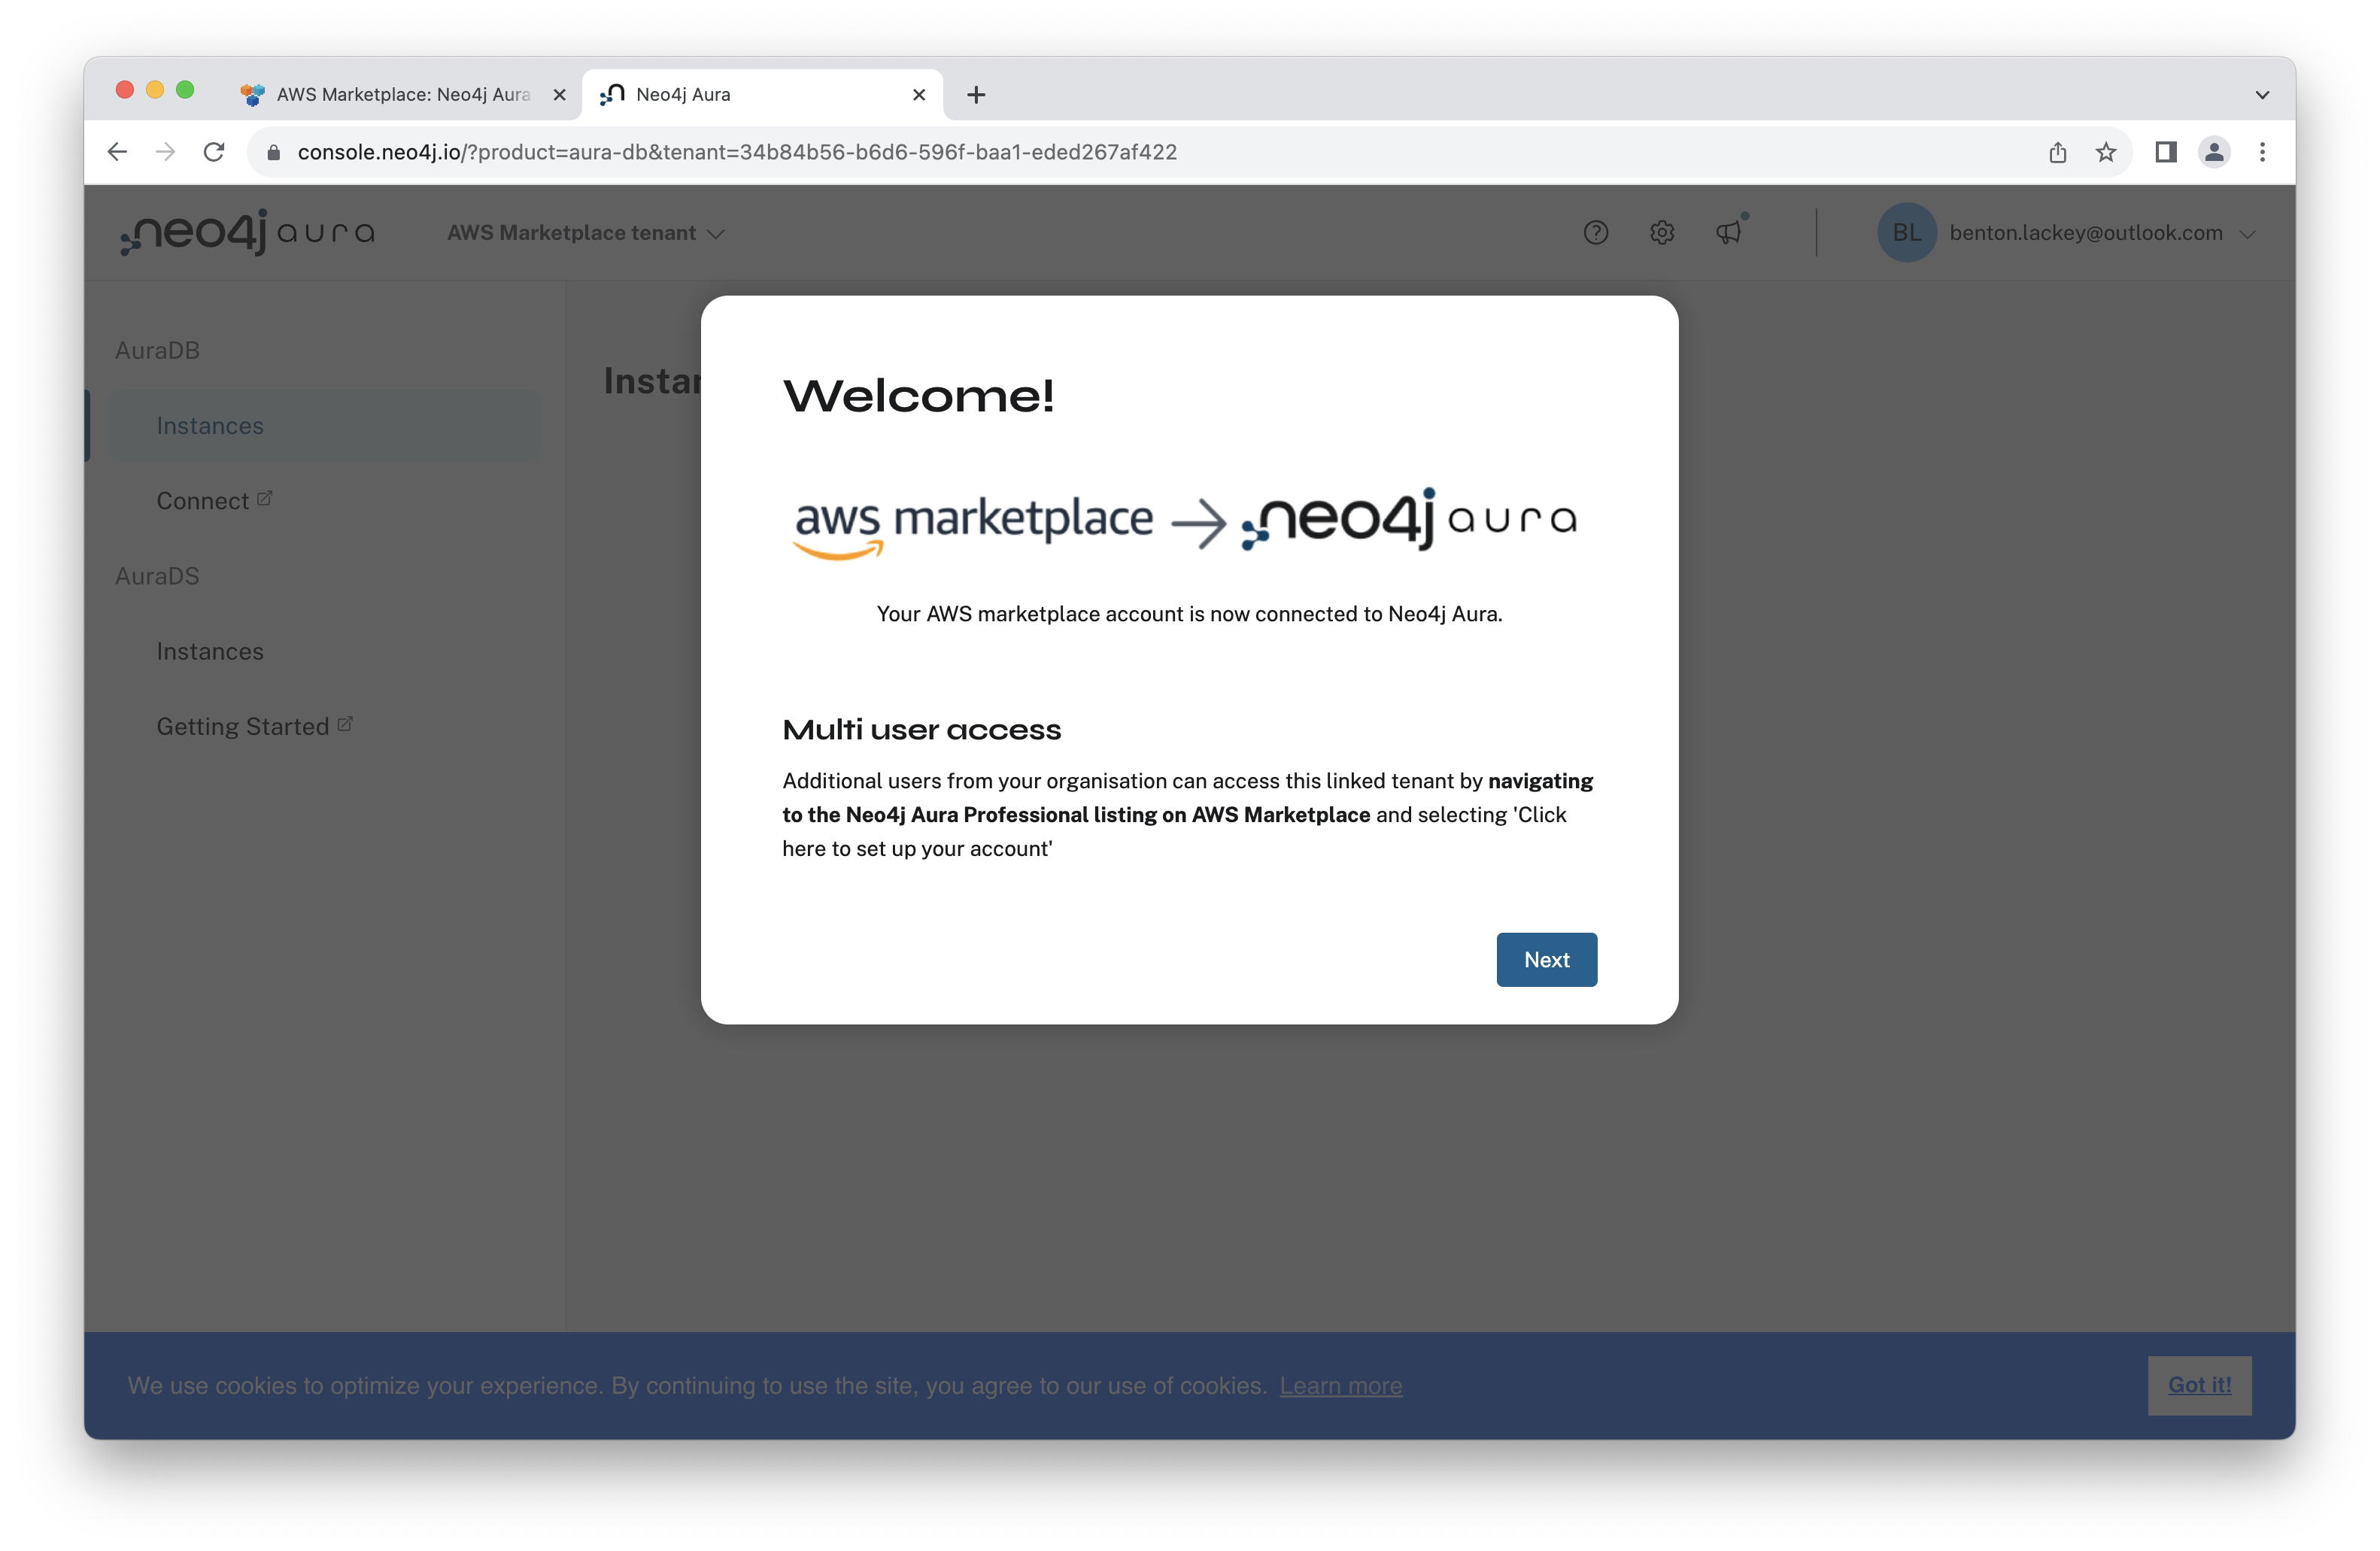 AWS Marketplace: Neo4j Aura
Neo4j Aura
console.neo4j.io/?product=aura-db&tenant=34b84b56-b6d6-596f-baa1-eded267af422
neo4j aura
AWS Marketplace tenant
BL
benton.lackey@outlook.com
AuraDB
Instances
Connect
AuraDS
Instances
Getting Started
Welcome!
aws marketplace
neo4j aura
Your AWS marketplace account is now connected to Neo4j Aura.
Multi user access
Additional users from your organisation can access this linked tenant by navigating
to the Neo4j Aura Professional listing on AWS Marketplace and selecting 'Click
here to set up your account'
Next
We use cookies to optimize your experience. By continuing to use the site, you agree to our use of cookies. Learn more
Got it!